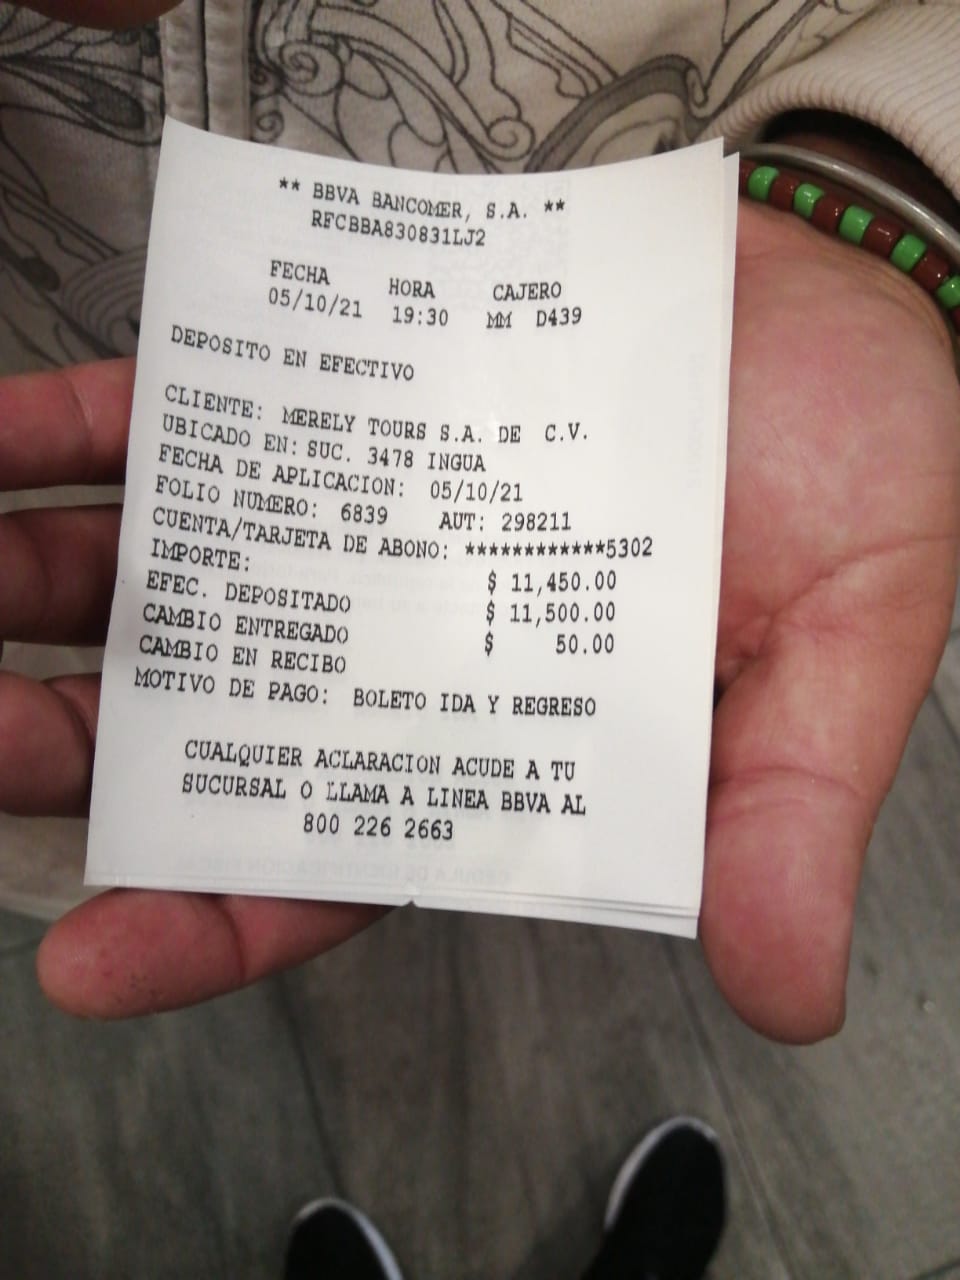 ** BBVA BANCOMER, S.A. **
RFCBBA830831LJ2
FECHA HORA CAJERO
05/10/21 19:30 MM D439
DEPOSITO EN EFECTIVO
CLIENTE: MERELY TOURS S.A. DE C.V.
UBICADO EN: SUC. 3478 INGUA
FECHA DE APLICACION: 05/10/21
FOLIO NUMERO: 6839 AUT: 298211
CUENTA/TARJETA DE ABONO: ************5302
IMPORTE: $ 11,450.00
EFEC. DEPOSITADO $ 11,500.00
CAMBIO ENTREGADO $ 50.00
CAMBIO EN RECIBO
MOTIVO DE PAGO: BOLETO IDA Y REGRESO
CUALQUIER ACLARACION ACUDE A TU
SUCURSAL O LLAMA A LINEA BBVA AL
800 226 2663